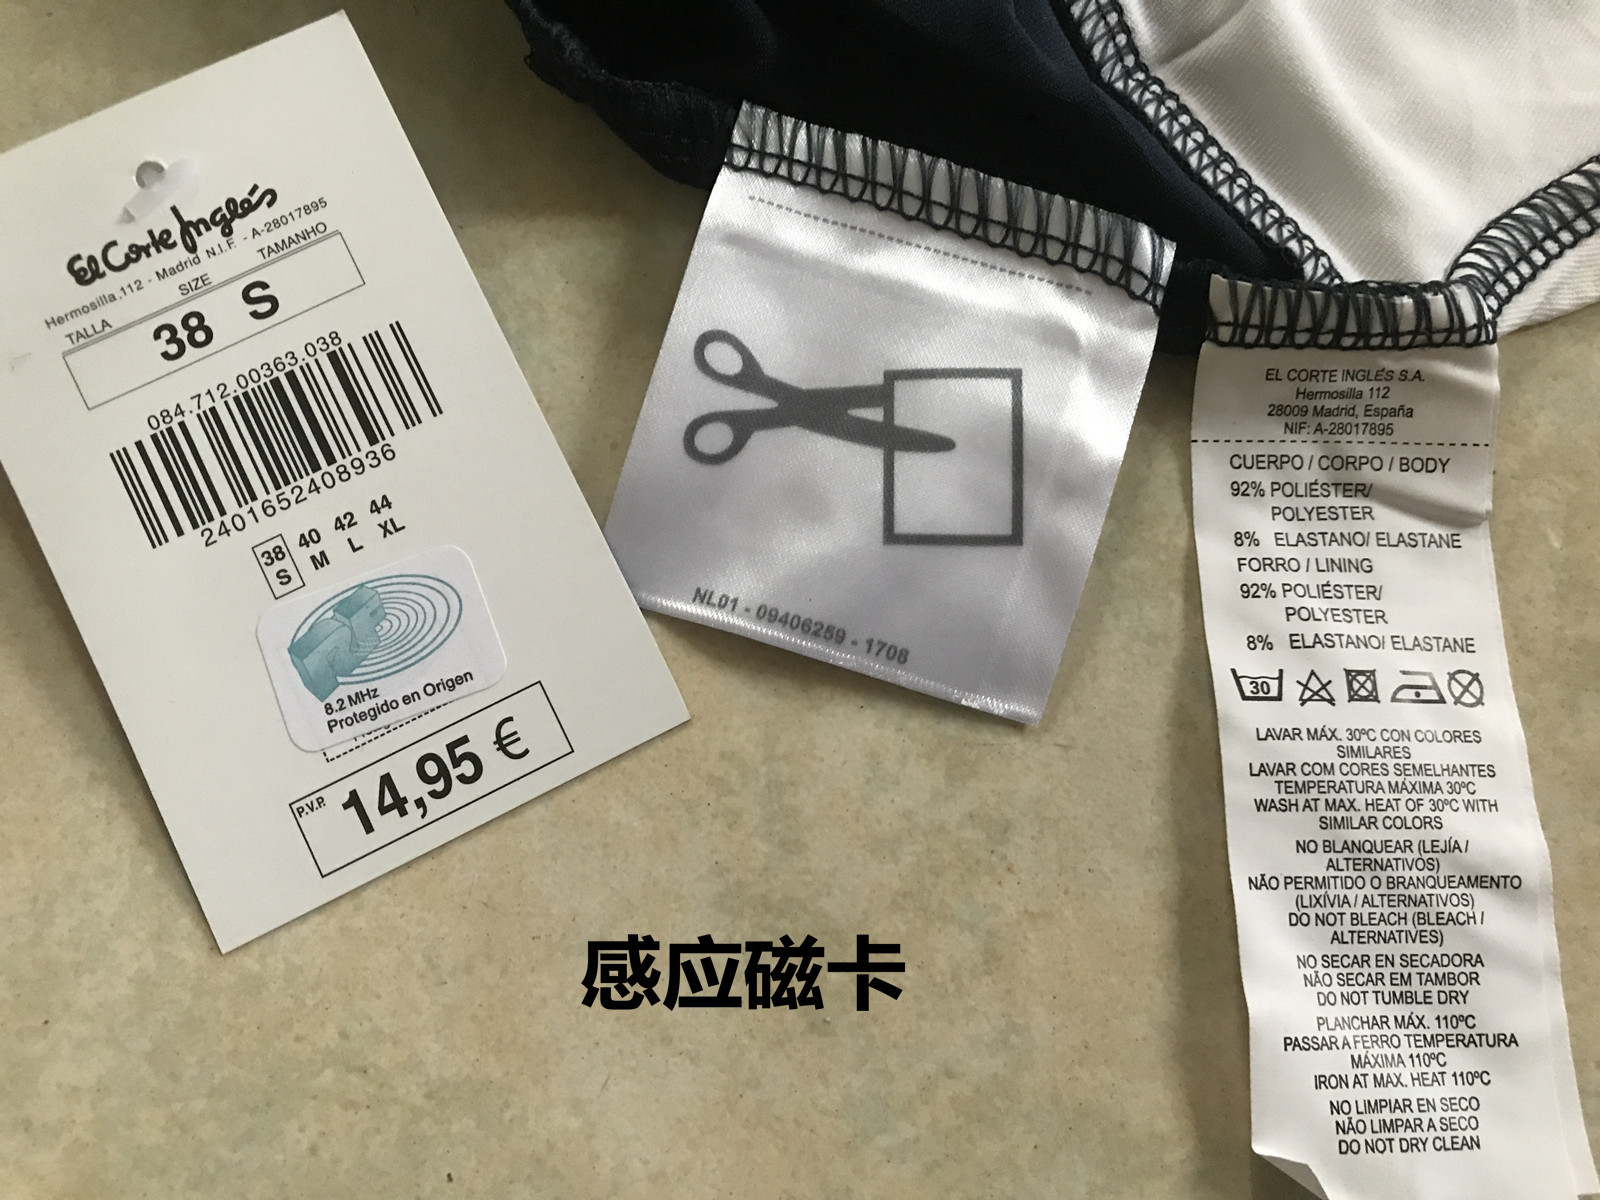 El Corte Inglés
Hermosilla,112 - Madrid N.I.F. - A-28017895
TALLA SIZE TAMANHO
38 S
084.712.00363.038
2401652408936
38 40 42 44
S M L XL
8.2 MHz
Protegido en Origen
P.V.P. 14,95 €
NL01 - 09406259 - 1708
EL CORTE INGLÉS S.A.
Hermosilla 112
28009 Madrid, España
NIF: A-28017895
CUERPO / CORPO / BODY
92% POLIÉSTER/
POLYESTER
8% ELASTANO/ ELASTANE
FORRO / LINING
92% POLIÉSTER/
POLYESTER
8% ELASTANO/ ELASTANE
30
LAVAR MÁX. 30ºC CON COLORES
SIMILARES
LAVAR COM CORES SEMELHANTES
TEMPERATURA MÁXIMA 30ºC
WASH AT MAX. HEAT OF 30ºC WITH
SIMILAR COLORS
NO BLANQUEAR (LEJÍA /
ALTERNATIVOS)
NÃO PERMITIDO O BRANQUEAMENTO
(LIXÍVIA / ALTERNATIVOS)
DO NOT BLEACH (BLEACH /
ALTERNATIVES)
NO SECAR EN SECADORA
NÃO SECAR EM TAMBOR
DO NOT TUMBLE DRY
PLANCHAR MÁX. 110ºC
PASSAR A FERRO TEMPERATURA
MÁXIMA 110ºC
IRON AT MAX. HEAT 110ºC
NO LIMPIAR EN SECO
NÃO LIMPAR A SECO
DO NOT DRY CLEAN
感应磁卡